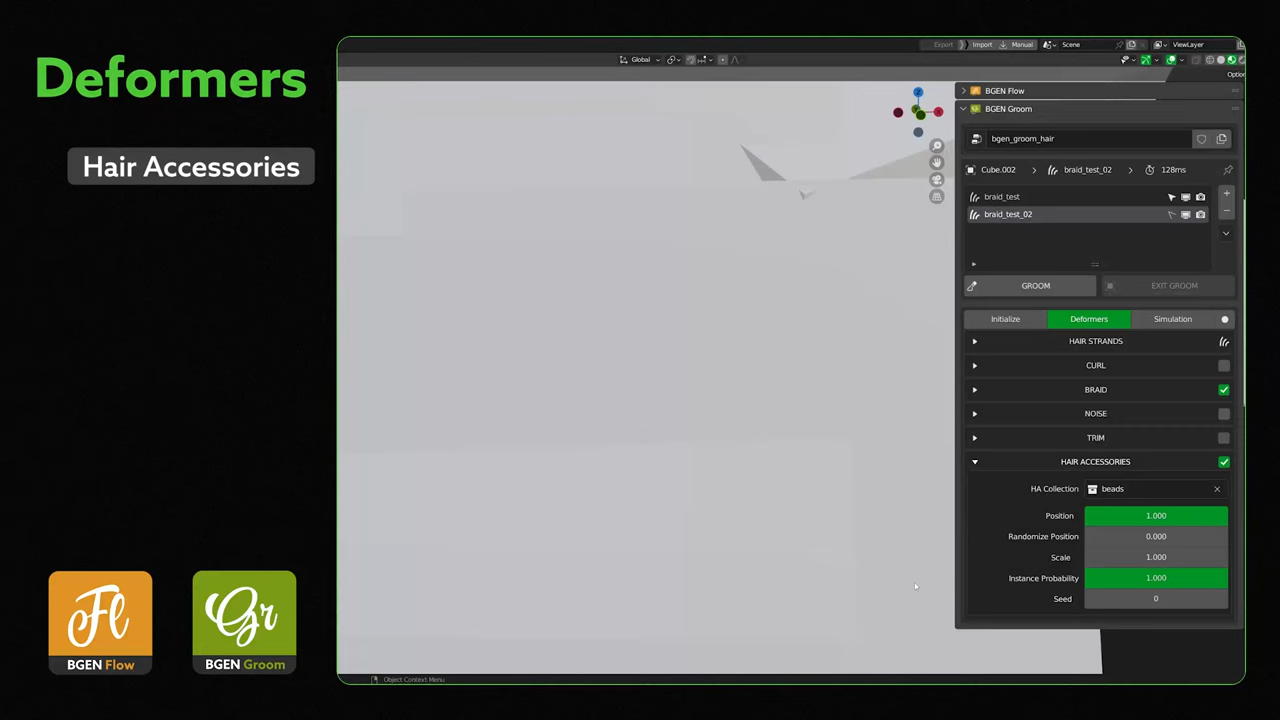 Deformers
Hair Accessories
Export
Import
Manual
Scene
ViewLayer
Global
BGEN Flow
BGEN Groom
bgen_groom_hair
Cube.002
braid_test_02
128ms
braid_test
braid_test_02
GROOM
EXIT GROOM
Initialize
Deformers
Simulation
HAIR STRANDS
CURL
BRAID
NOISE
TRIM
HAIR ACCESSORIES
HA Collection
beads
Position
1.000
Randomize Position
0.000
Scale
1.000
Instance Probability
1.000
Seed
0
Z
Fl
BGEN Flow
Gr
BGEN Groom
Object Context Menu